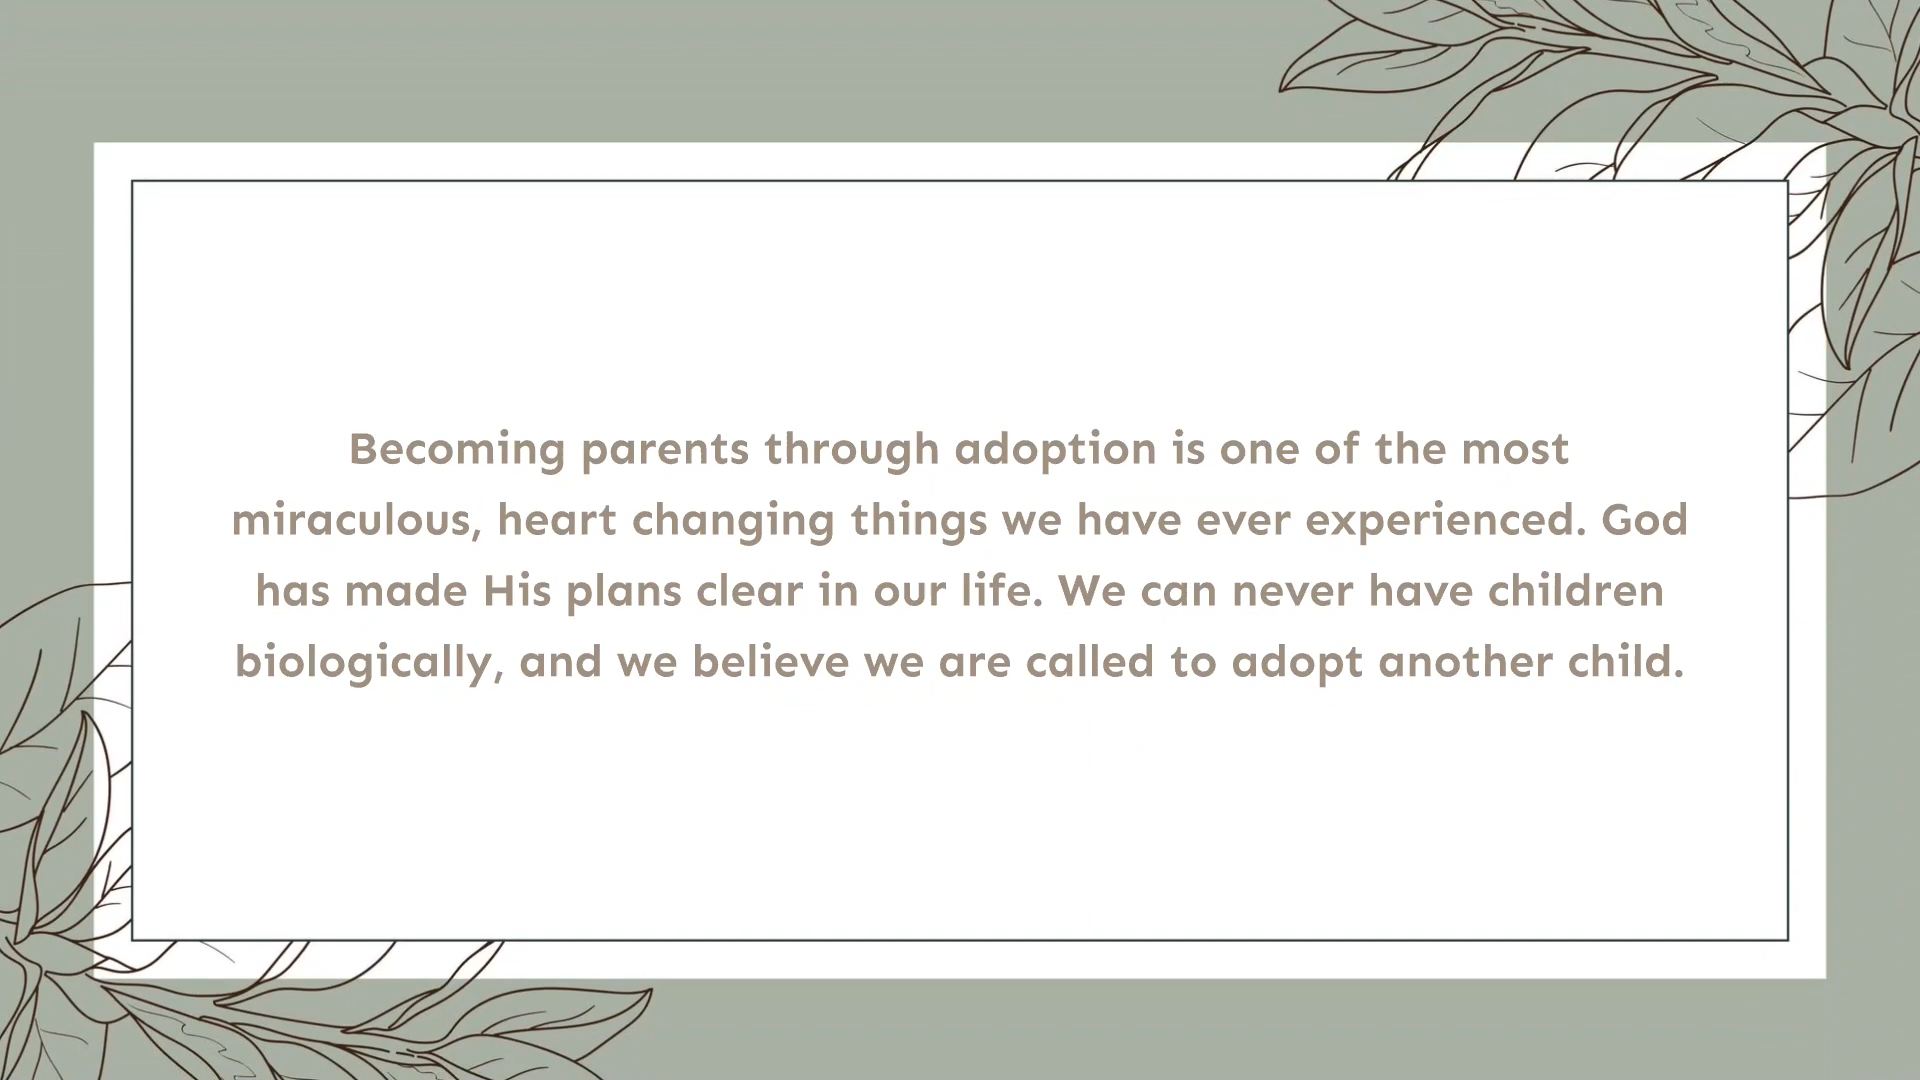 Becoming parents through adoption is one of the most
miraculous, heart changing things we have ever experienced. God
has made His plans clear in our life. We can never have children
biologically, and we believe we are called to adopt another child.